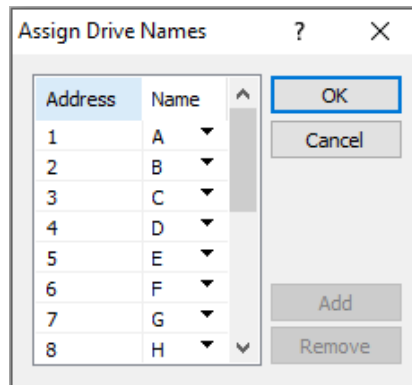 Assign Drive Names ?
Address Name
1 A
2 B
3 C
4 D
5 E
6 F
7 G
8 H
OK
Cancel
Add
Remove